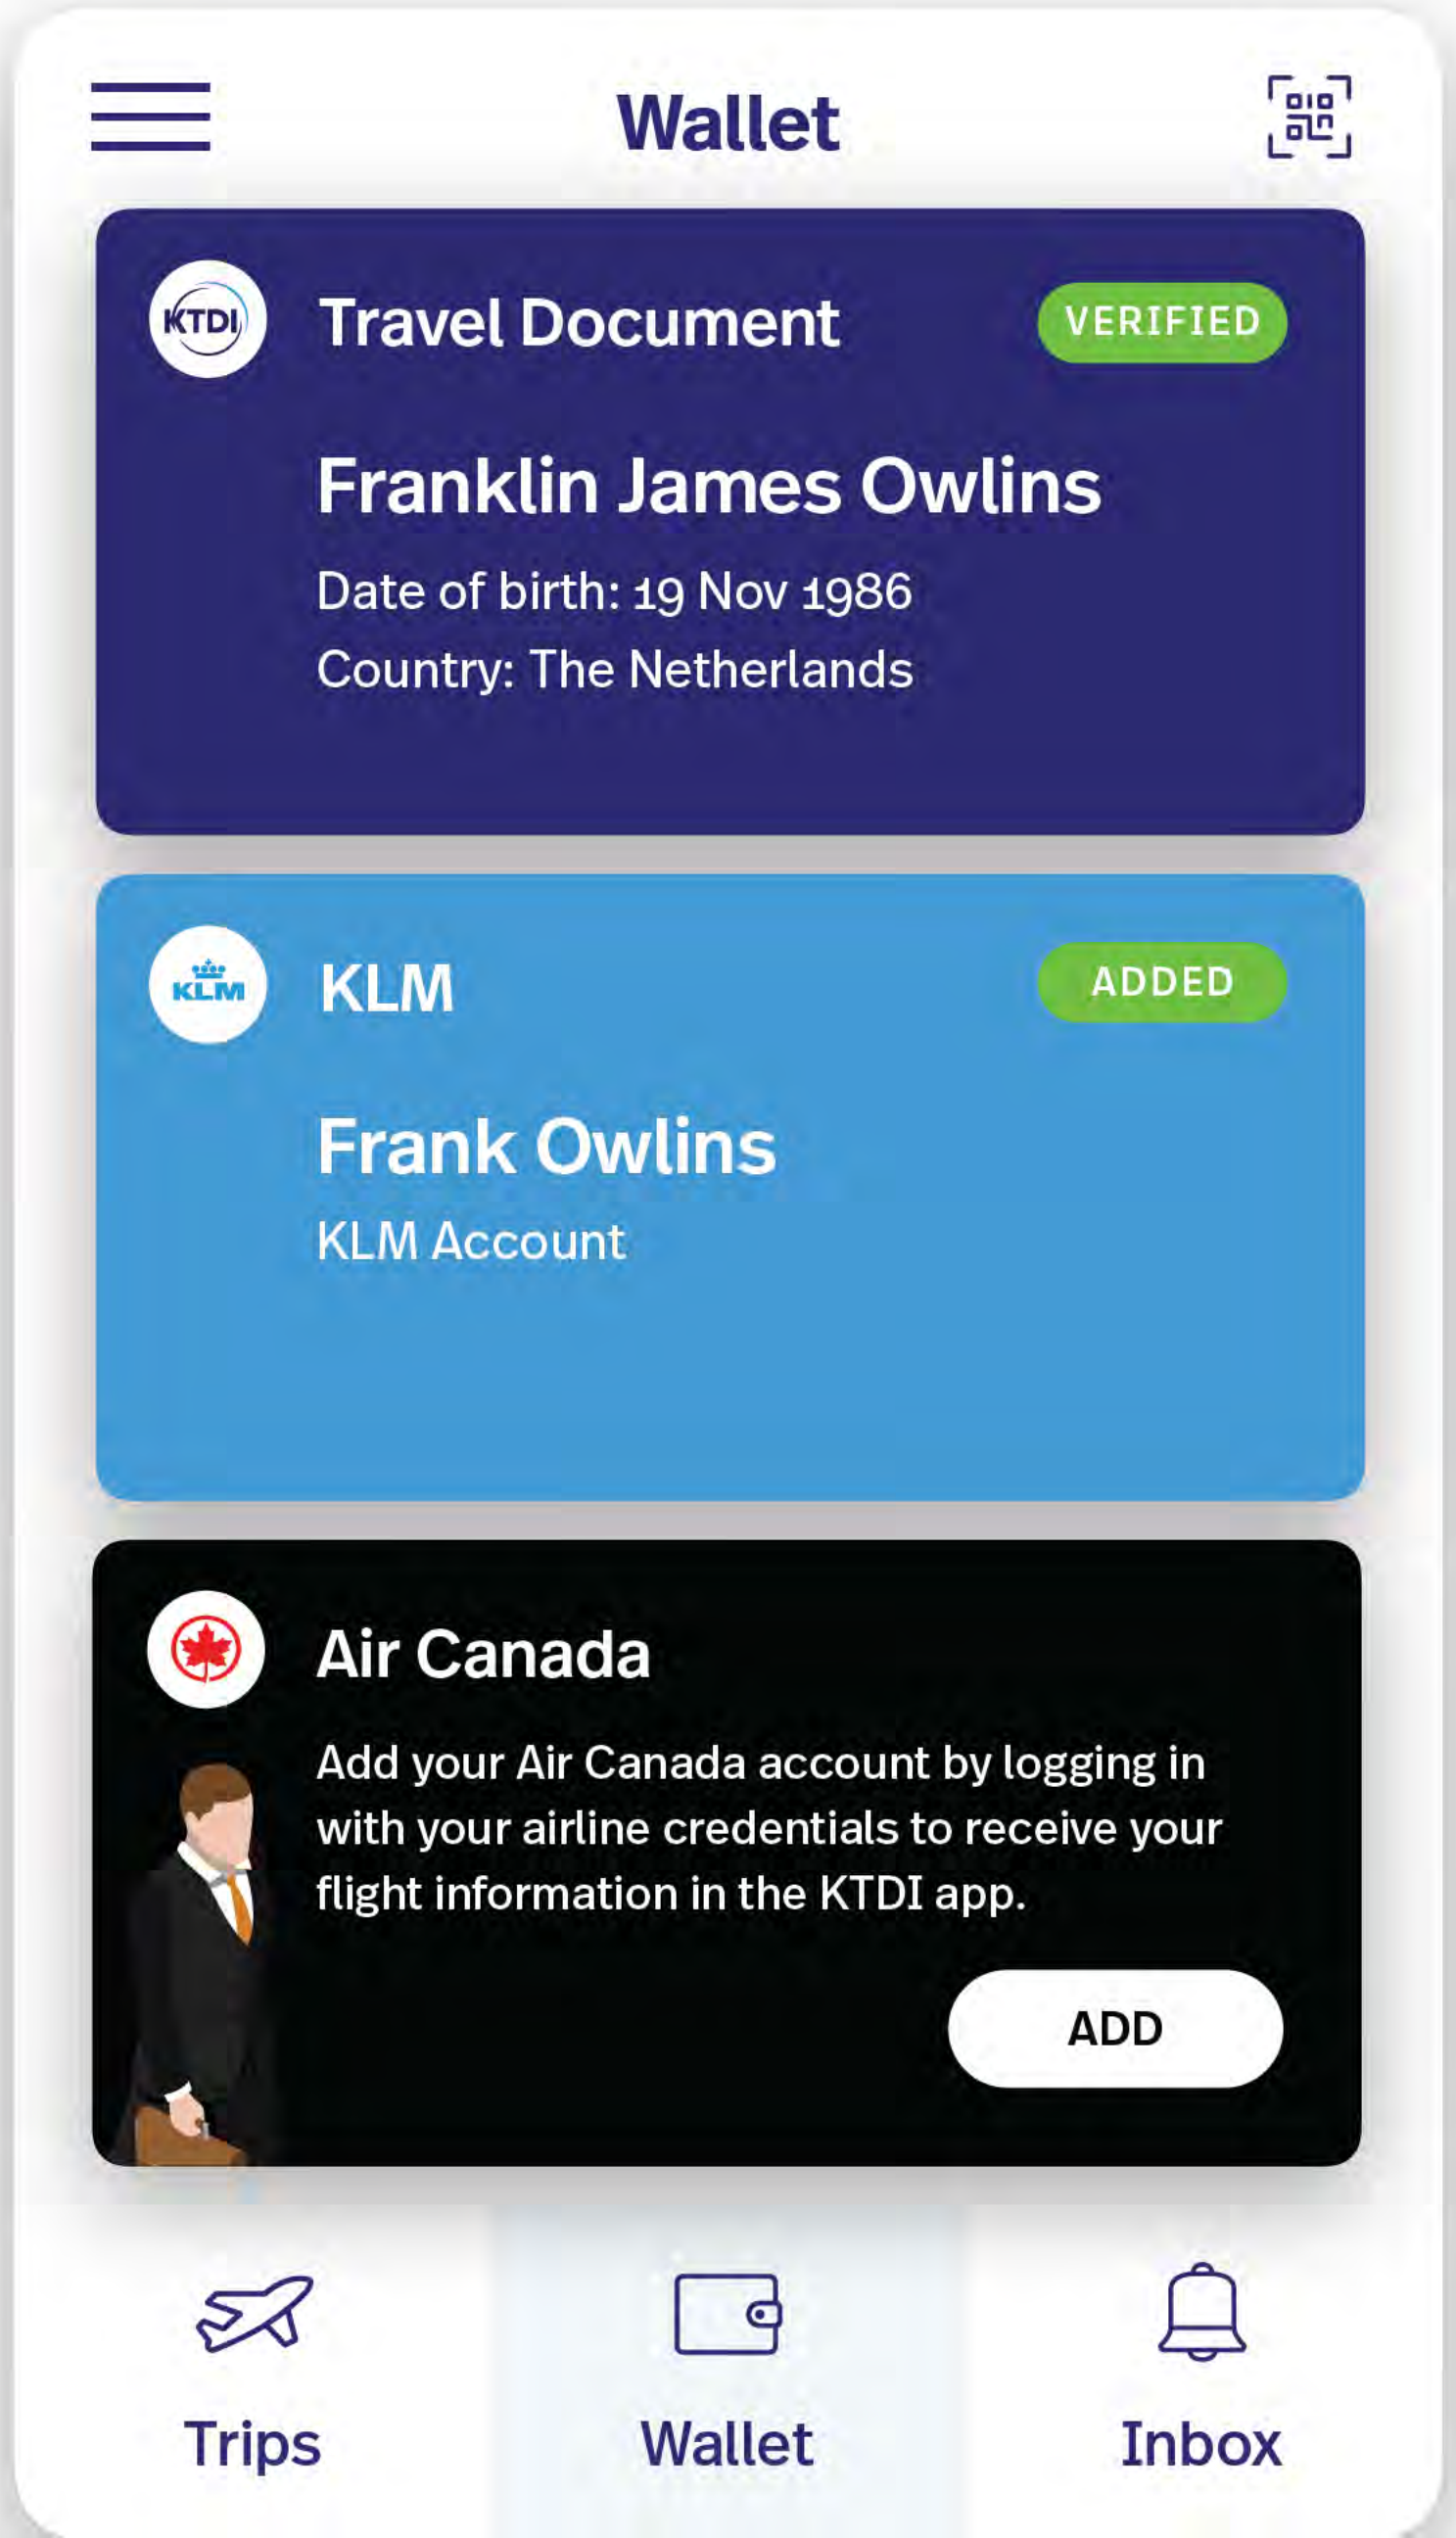 Wallet
KTDI
Travel Document
VERIFIED
Franklin James Owlins
Date of birth: 19 Nov 1986
Country: The Netherlands
KLM
KLM
ADDED
Frank Owlins
KLM Account
Air Canada
Add your Air Canada account by logging in
with your airline credentials to receive your
flight information in the KTDI app.
ADD
Trips
Wallet
Inbox